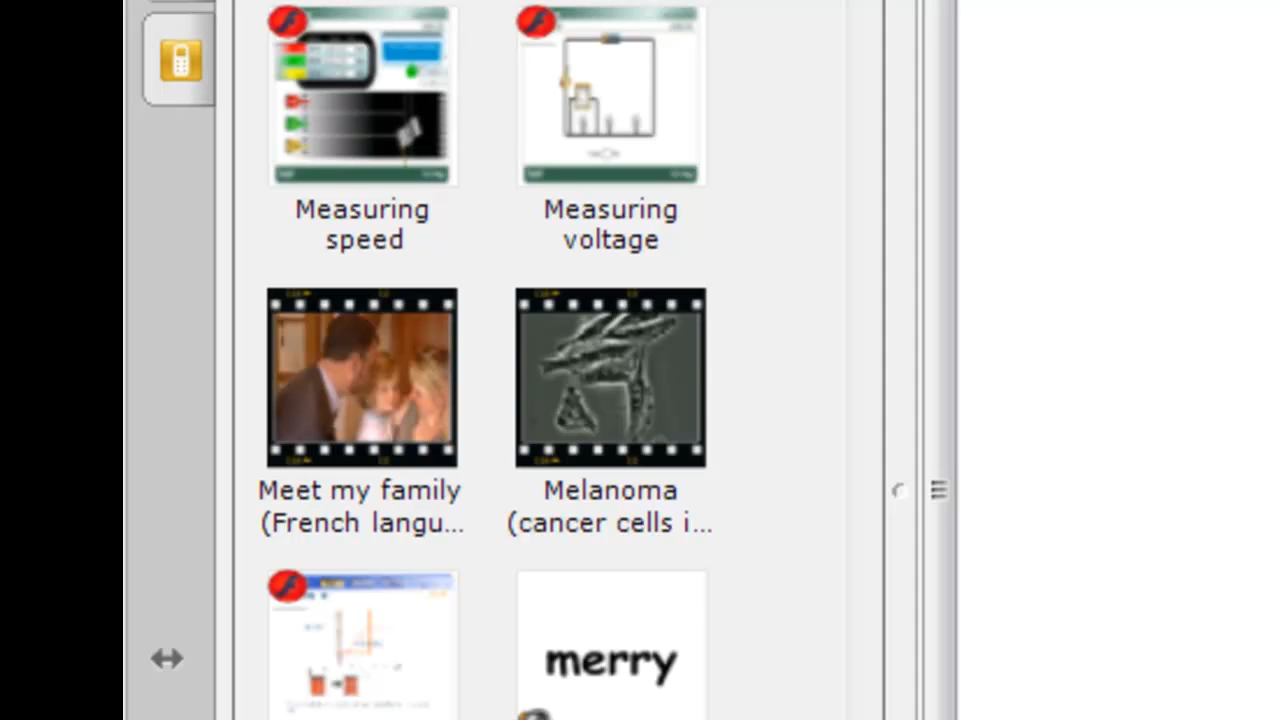 Measuring
speed
Measuring
voltage
Meet my family
(French langu...
Melanoma
(cancer cells i...
merry